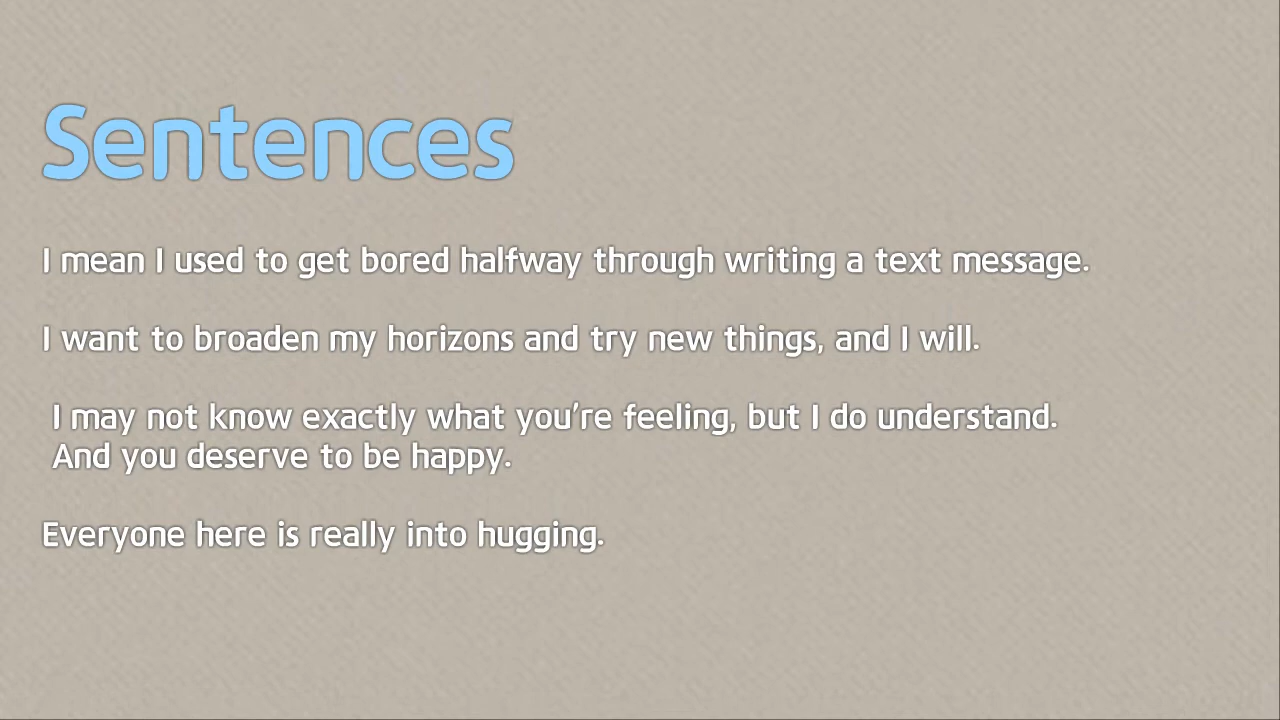 Sentences
I mean I used to get bored halfway through writing a text message.
I want to broaden my horizons and try new things, and I will.
I may not know exactly what you’re feeling, but I do understand.
And you deserve to be happy.
Everyone here is really into hugging.